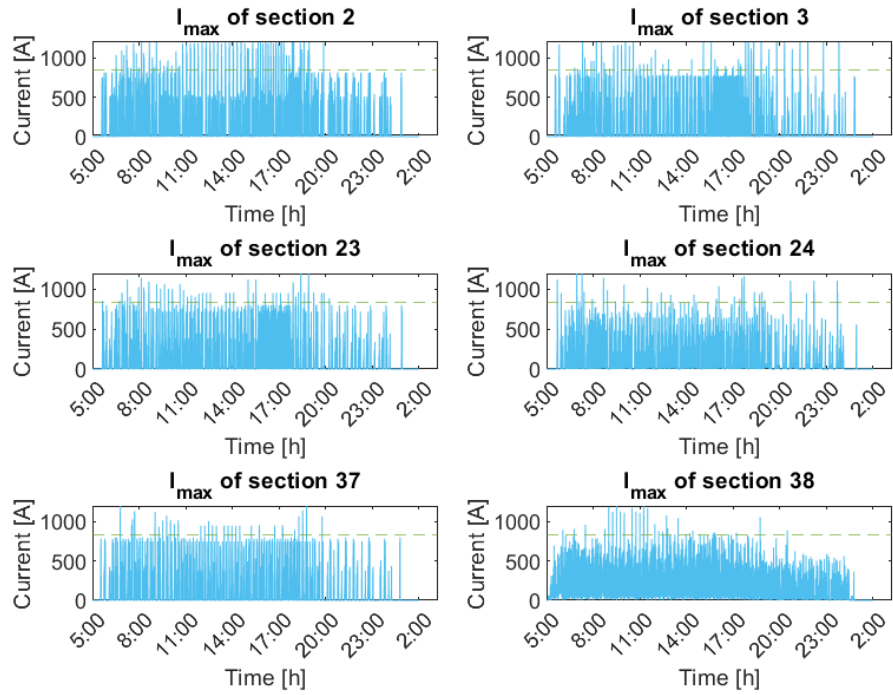 I_max of section 2
Current [A]
1000
500
0
5:00 8:00 11:00 14:00 17:00 20:00 23:00 2:00
Time [h]
I_max of section 3
Current [A]
1000
500
0
5:00 8:00 11:00 14:00 17:00 20:00 23:00 2:00
Time [h]
I_max of section 23
Current [A]
1000
500
0
5:00 8:00 11:00 14:00 17:00 20:00 23:00 2:00
Time [h]
I_max of section 24
Current [A]
1000
500
0
5:00 8:00 11:00 14:00 17:00 20:00 23:00 2:00
Time [h]
I_max of section 37
Current [A]
1000
500
0
5:00 8:00 11:00 14:00 17:00 20:00 23:00 2:00
Time [h]
I_max of section 38
Current [A]
1000
500
0
5:00 8:00 11:00 14:00 17:00 20:00 23:00 2:00
Time [h]